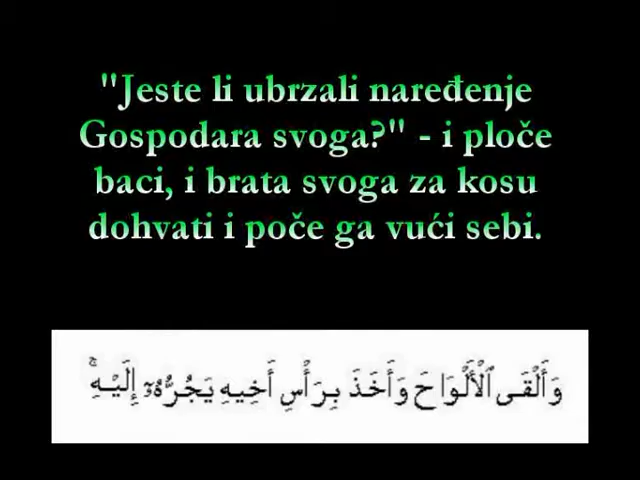 "Jeste li ubrzali naređenje
Gospodara svoga?" - i ploče
baci, i brata svoga za kosu
dohvati i poče ga vući sebi.
وَأَلْقَى ٱلْأَلْوَاحَ وَأَخَذَ بِرَأْسِ أَخِيهِ يَجُرُّهُۥٓ إِلَيْهِۚ